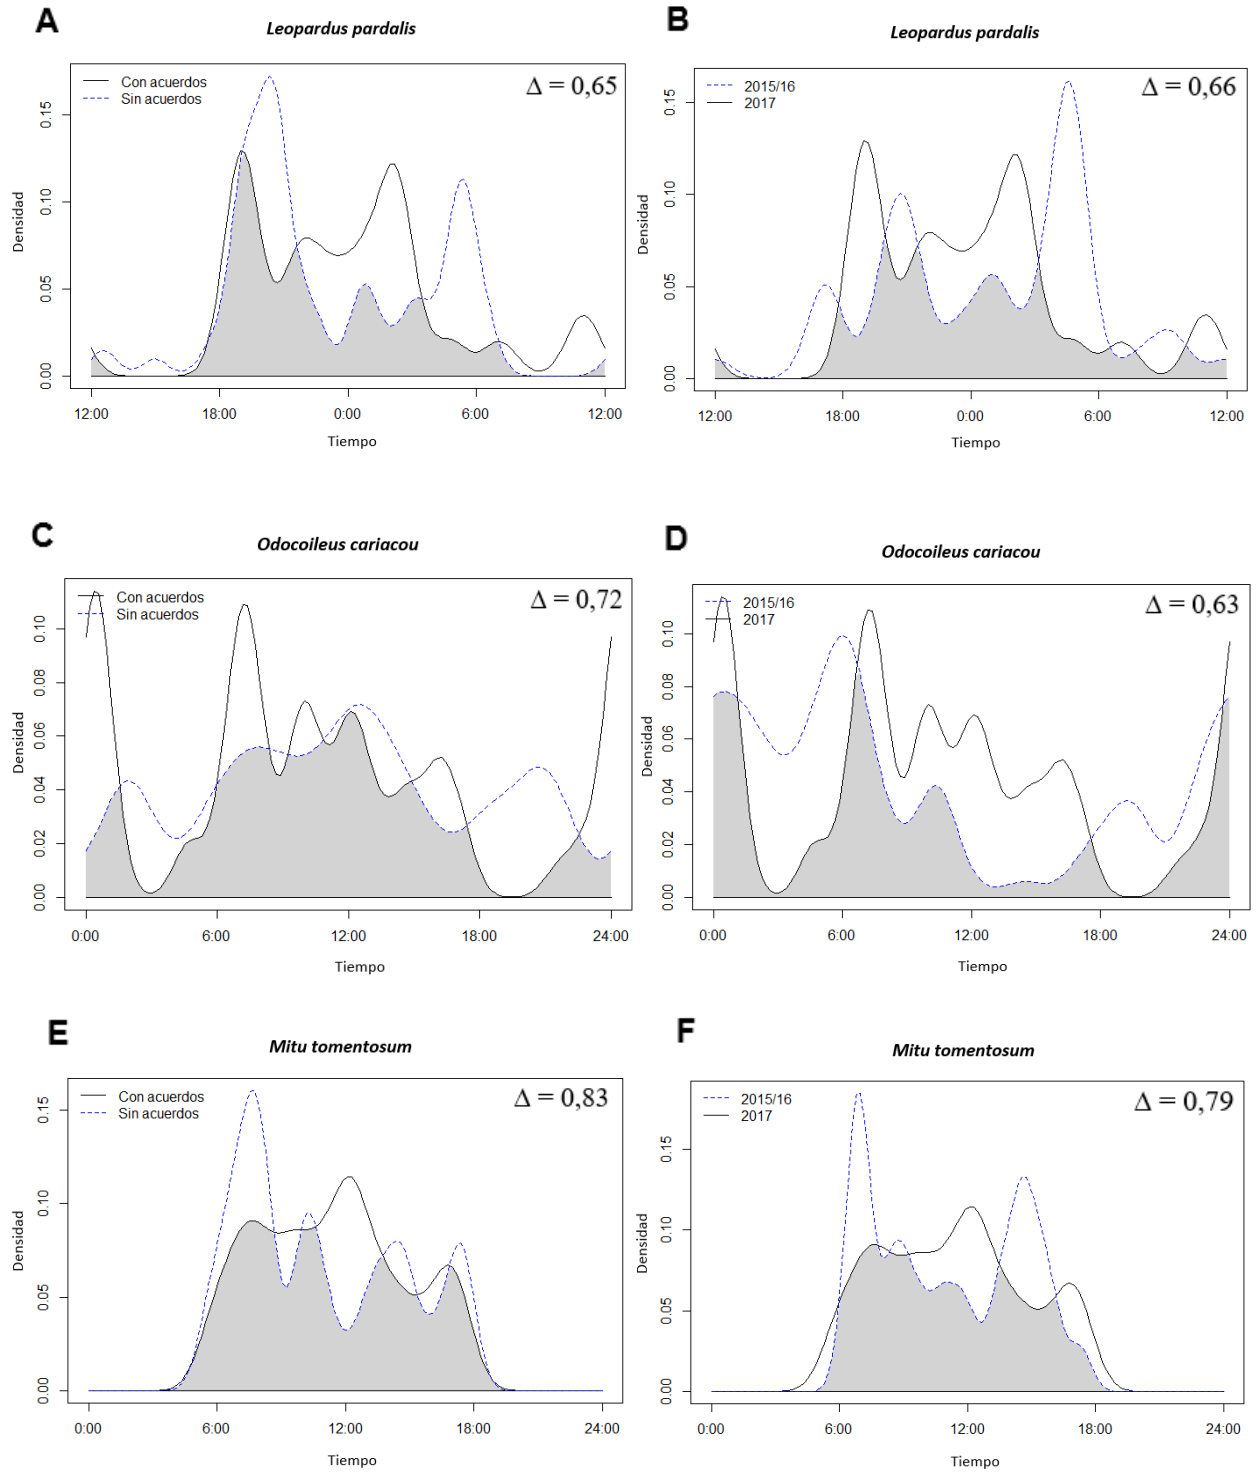 A
Leopardus pardalis
Con acuerdos
Sin acuerdos
Δ = 0,65
0.15
0.10
0.05
0.00
Densidad
12:00 18:00 0:00 6:00 12:00
Tiempo
B
Leopardus pardalis
2015/16
2017
Δ = 0,66
0.15
0.10
0.05
0.00
Densidad
12:00 18:00 0:00 6:00 12:00
Tiempo
C
Odocoileus cariacou
Con acuerdos
Sin acuerdos
Δ = 0,72
0.10
0.08
0.06
0.04
0.02
0.00
Densidad
0:00 6:00 12:00 18:00 24:00
Tiempo
D
Odocoileus cariacou
2015/16
2017
Δ = 0,63
0.10
0.08
0.06
0.04
0.02
0.00
Densidad
0:00 6:00 12:00 18:00 24:00
Tiempo
E
Mitu tomentosum
Con acuerdos
Sin acuerdos
Δ = 0,83
0.15
0.10
0.05
0.00
Densidad
0:00 6:00 12:00 18:00 24:00
Tiempo
F
Mitu tomentosum
2015/16
2017
Δ = 0,79
0.15
0.10
0.05
0.00
Densidad
0:00 6:00 12:00 18:00 24:00
Tiempo